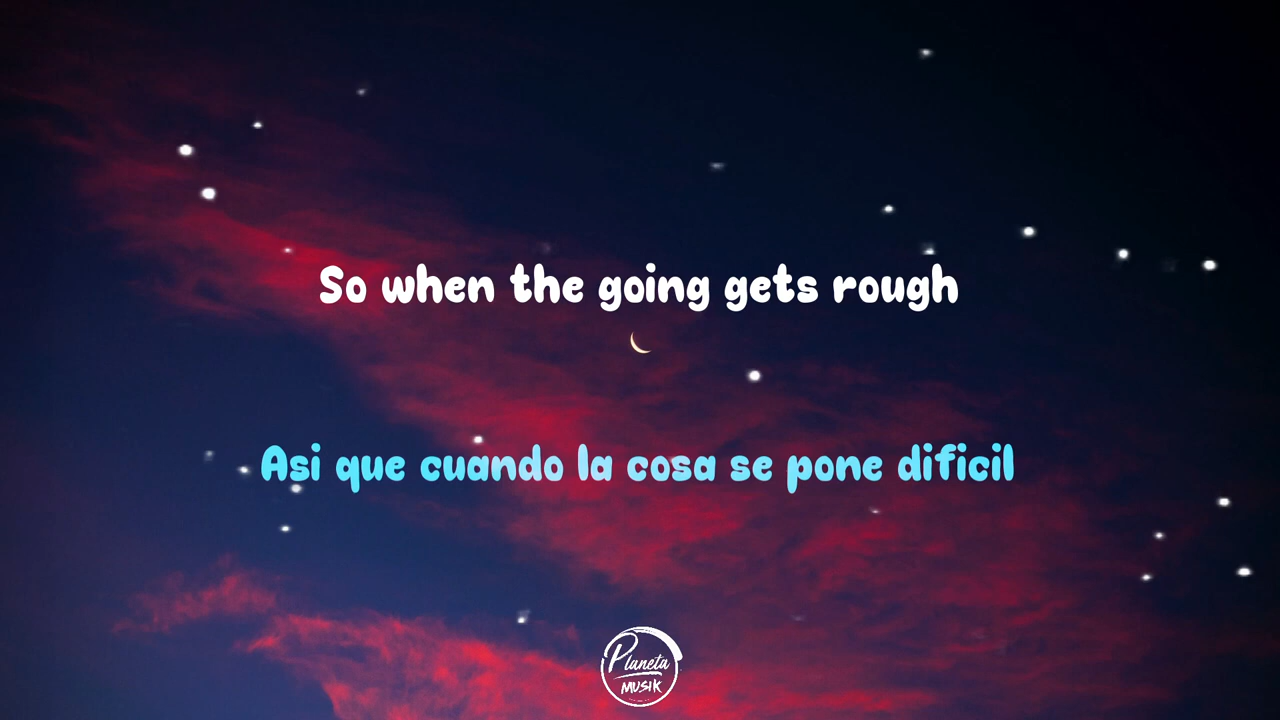 So when the going gets rough
Asi que cuando la cosa se pone dificil
Planeta
MUSIK